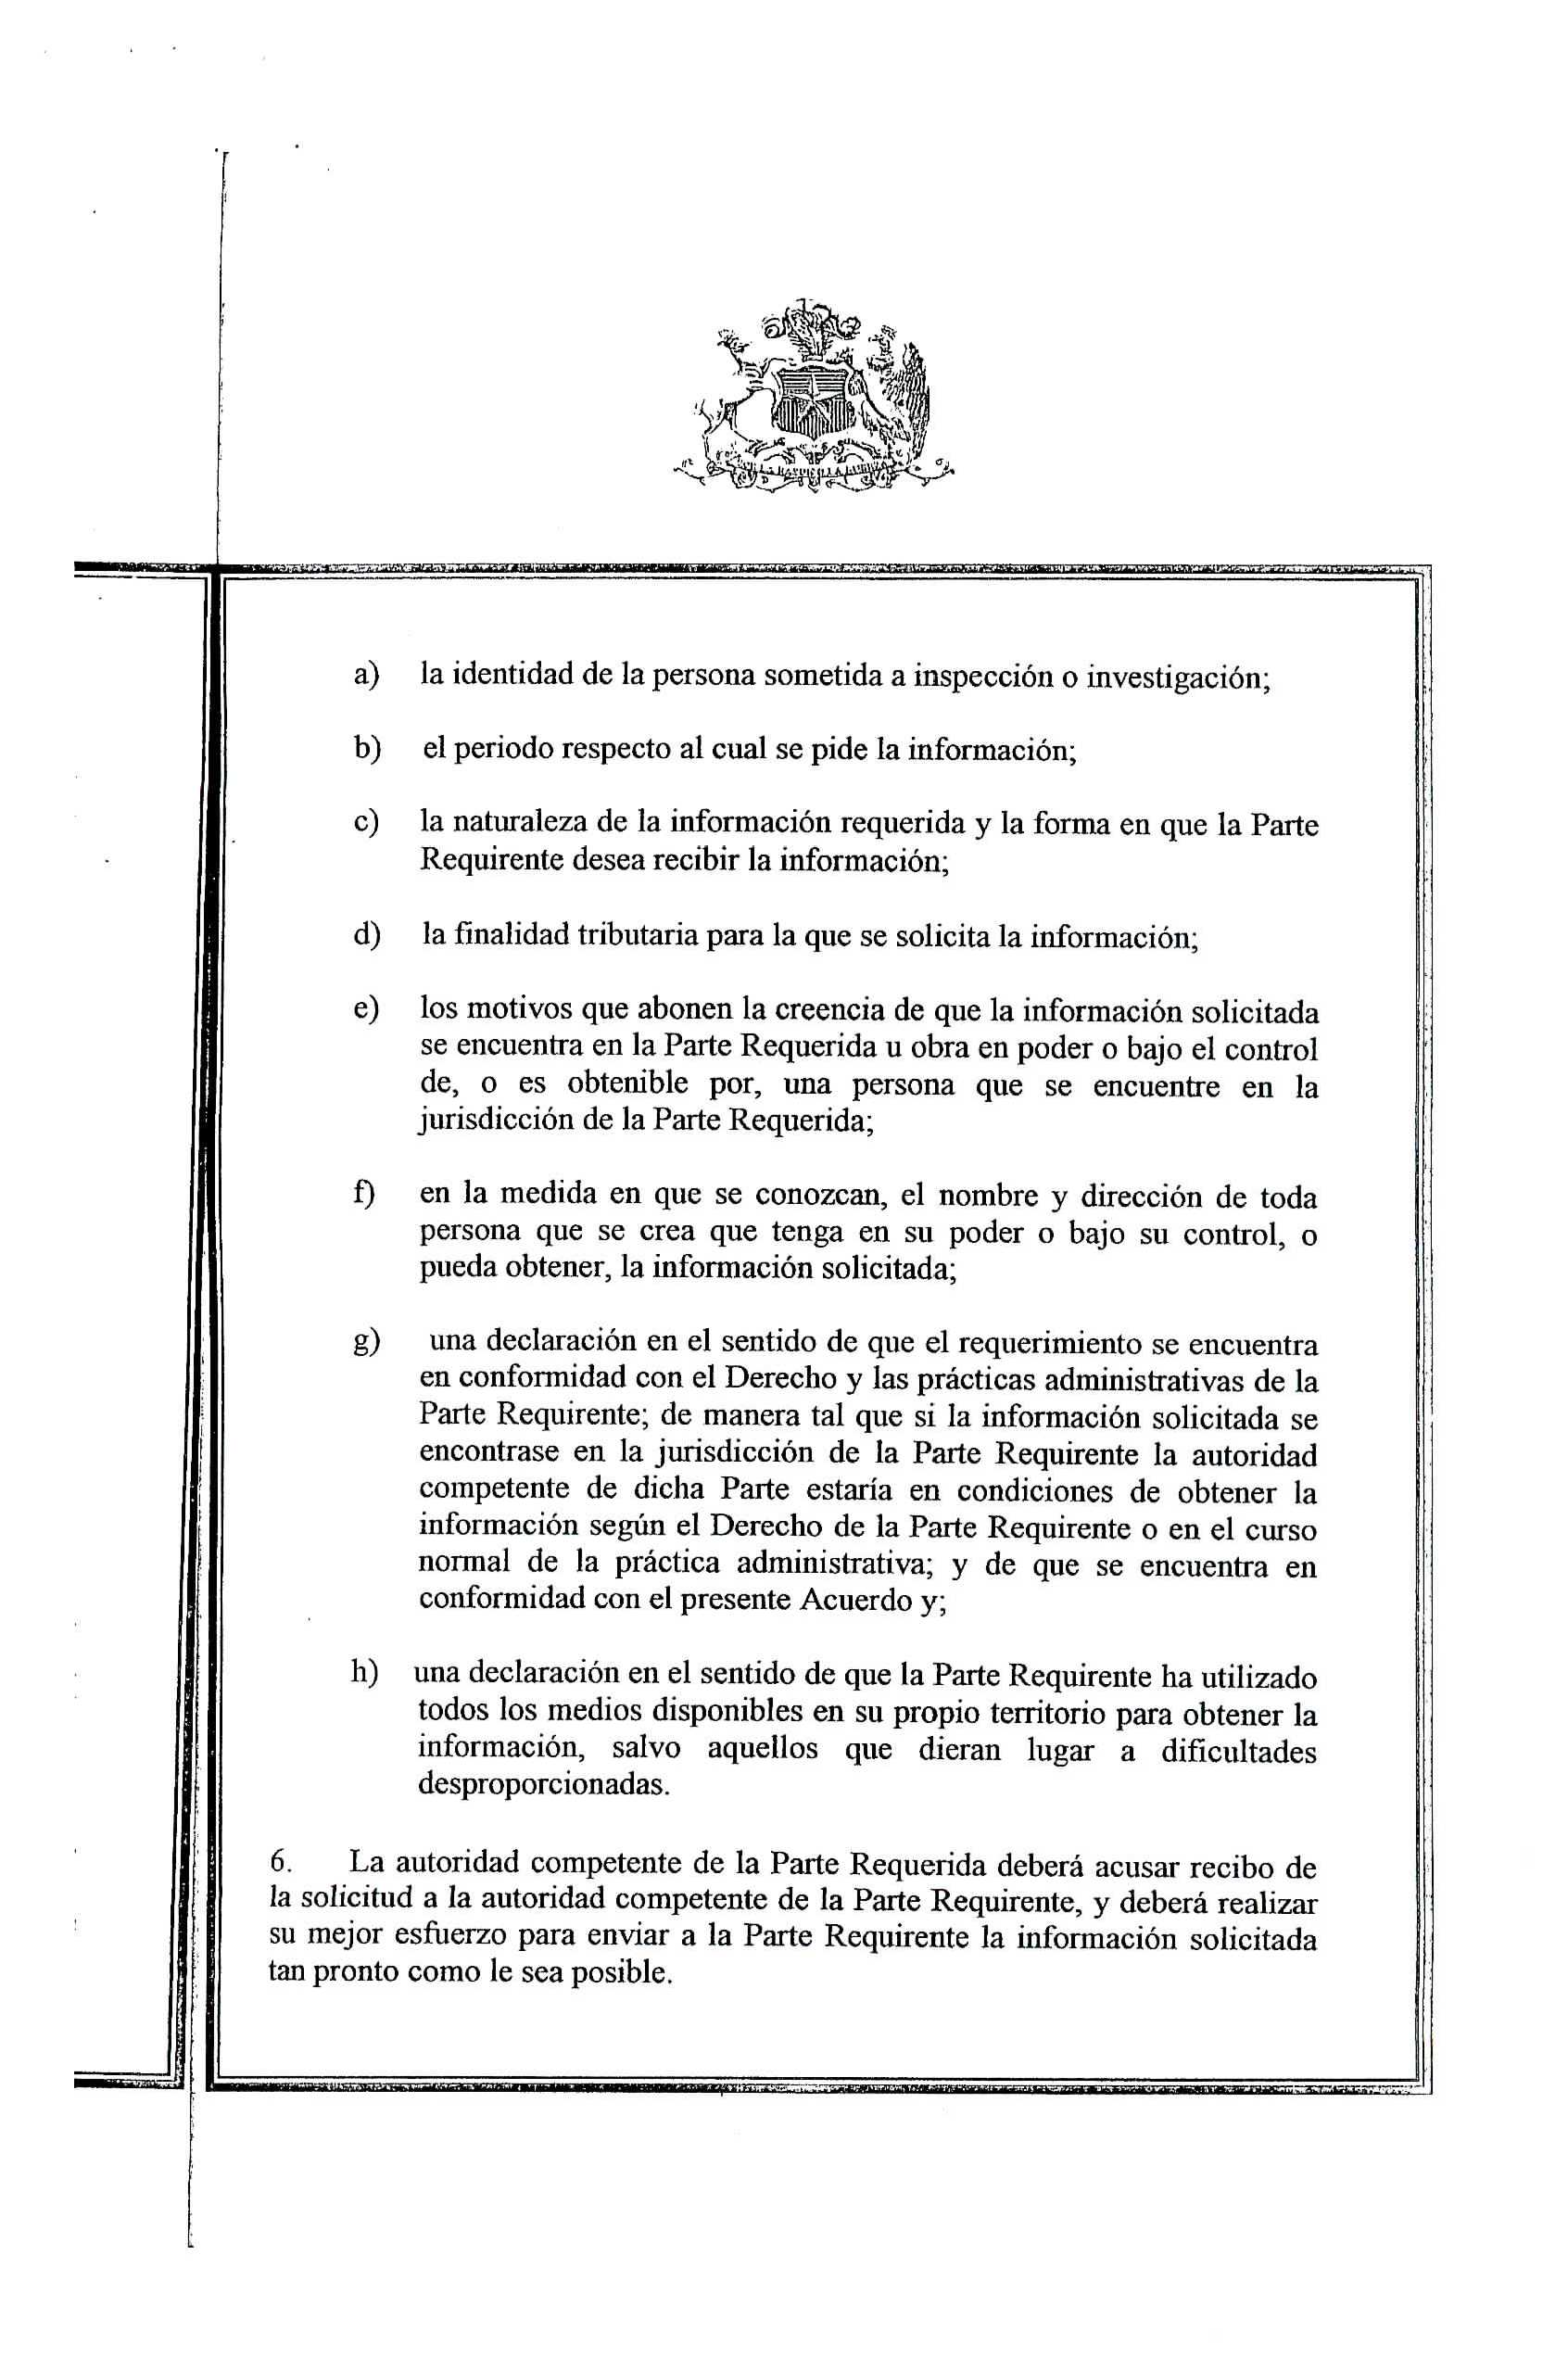 a) la identidad de la persona sometida a inspección o investigación;
b) el periodo respecto al cual se pide la información;
c) la naturaleza de la información requerida y la forma en que la Parte
Requirente desea recibir la información;
d) la finalidad tributaria para la que se solicita la información;
e) los motivos que abonen la creencia de que la información solicitada
se encuentra en la Parte Requerida u obra en poder o bajo el control
de, o es obtenible por, una persona que se encuentre en la
jurisdicción de la Parte Requerida;
f) en la medida en que se conozcan, el nombre y dirección de toda
persona que se crea que tenga en su poder o bajo su control, o
pueda obtener, la información solicitada;
g) una declaración en el sentido de que el requerimiento se encuentra
en conformidad con el Derecho y las prácticas administrativas de la
Parte Requirente; de manera tal que si la información solicitada se
encontrase en la jurisdicción de la Parte Requirente la autoridad
competente de dicha Parte estaría en condiciones de obtener la
información según el Derecho de la Parte Requirente o en el curso
normal de la práctica administrativa; y de que se encuentra en
conformidad con el presente Acuerdo y;
h) una declaración en el sentido de que la Parte Requirente ha utilizado
todos los medios disponibles en su propio territorio para obtener la
información, salvo aquellos que dieran lugar a dificultades
desproporcionadas.
6. La autoridad competente de la Parte Requerida deberá acusar recibo de
la solicitud a la autoridad competente de la Parte Requirente, y deberá realizar
su mejor esfuerzo para enviar a la Parte Requirente la información solicitada
tan pronto como le sea posible.